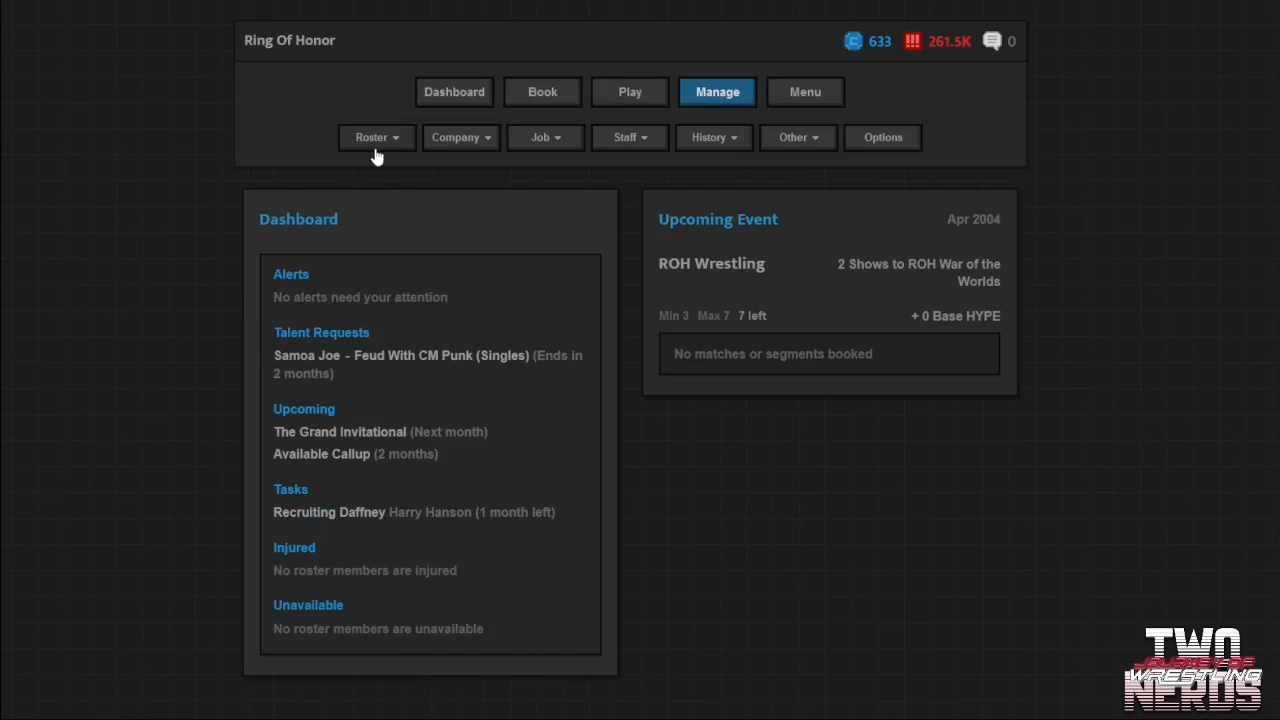 Ring Of Honor
633 261.5K 0
Dashboard Book Play Manage Menu
Roster Company Job Staff History Other Options
Dashboard
Alerts
No alerts need your attention
Talent Requests
Samoa Joe - Feud With CM Punk (Singles) (Ends in
2 months)
Upcoming
The Grand Invitational (Next month)
Available Callup (2 months)
Tasks
Recruiting Daffney Harry Hanson (1 month left)
Injured
No roster members are injured
Unavailable
No roster members are unavailable
Upcoming Event Apr 2004
ROH Wrestling 2 Shows to ROH War of the
Worlds
Min 3 Max 7 7 left + 0 Base HYPE
No matches or segments booked
TWO
JOURNEY OF
WRESTLING
NERDS